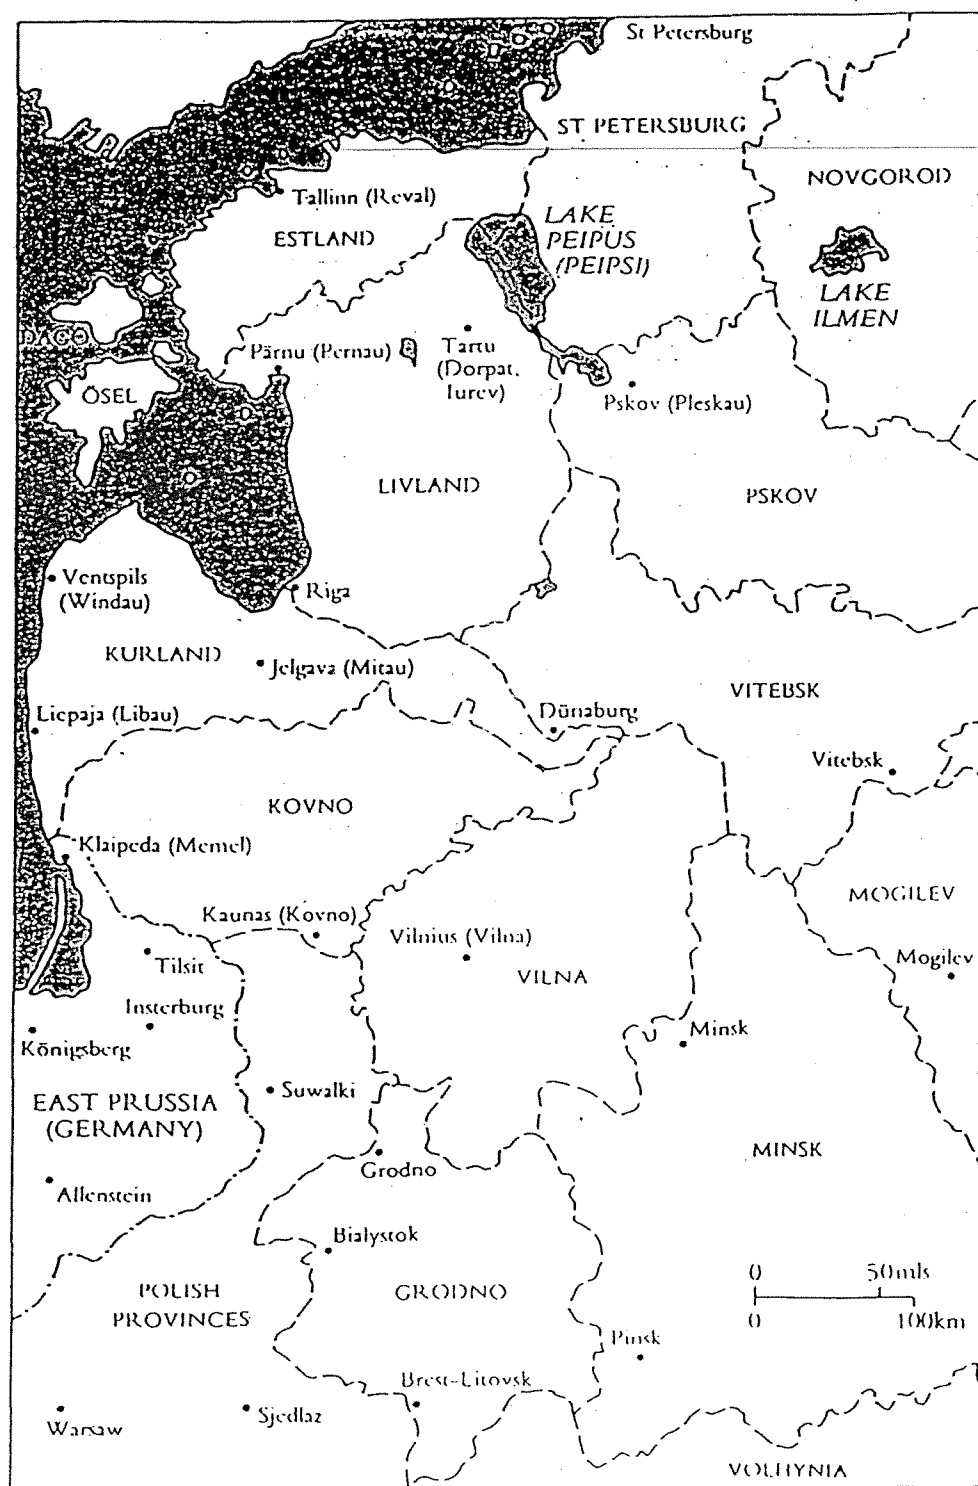 St Petersburg
ST PETERSBURG
NOVGOROD
Tallinn (Reval)
ESTLAND
LAKE
PEIPUS
(PEIPSI)
LAKE
ILMEN
DAGO
Pärnu (Pernau)
Tartu
(Dorpat,
Iurev)
ÖSEL
Pskov (Pleskau)
LIVLAND
PSKOV
Ventspils
(Windau)
Riga
KURLAND
Jelgava (Mitau)
VITEBSK
Liepaja (Libau)
Dünaburg
Vitebsk
KOVNO
Klaipeda (Memel)
MOGILEV
Kaunas (Kovno)
Vilnius (Vilna)
Mogilev
Tilsit
VILNA
Insterburg
Minsk
Königsberg
Suwalki
EAST PRUSSIA
(GERMANY)
MINSK
Grodno
Allenstein
Bialystok
0 50mls
POLISH
PROVINCES
GRODNO
0 100km
Pinsk
Brest-Litovsk
Warsaw
Sjedlaz
VOLHYNIA